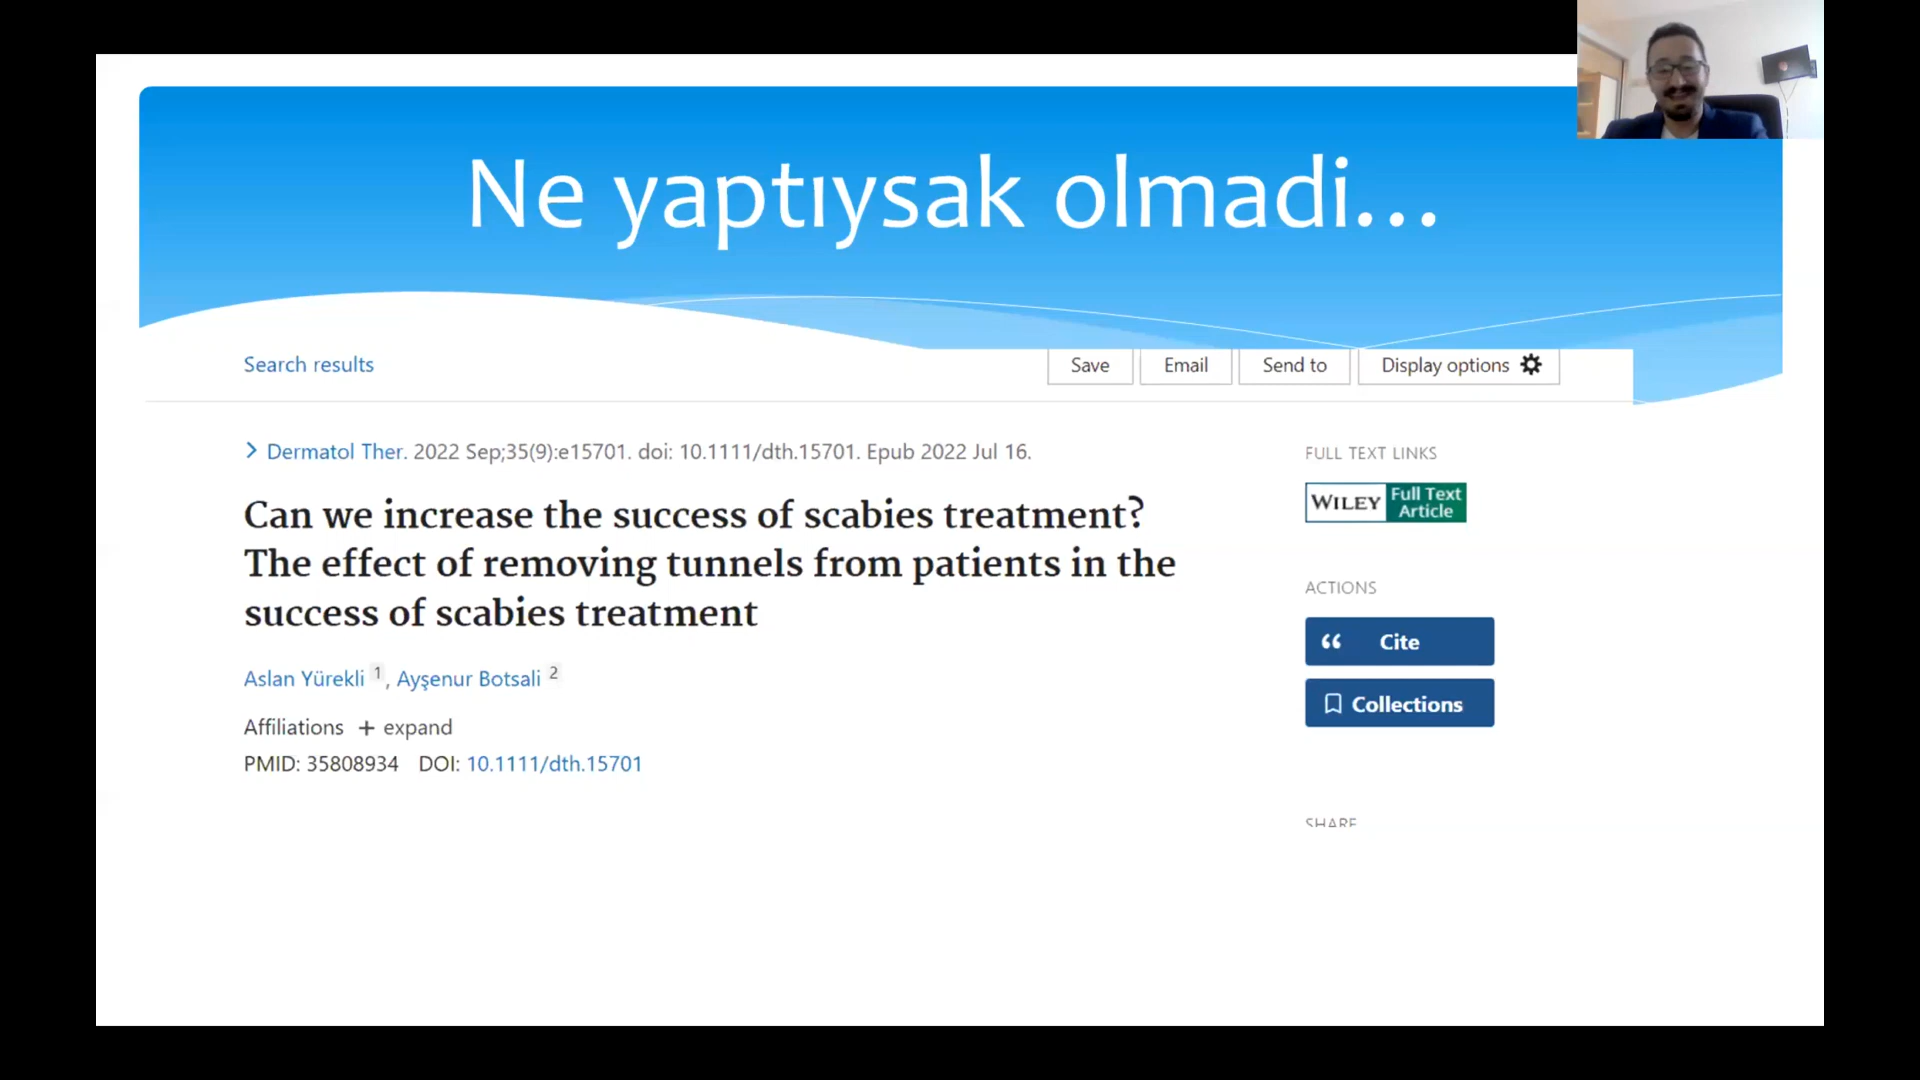 Ne yaptıysak olmadi...
Search results
Save
Email
Send to
Display options
Dermatol Ther. 2022 Sep;35(9):e15701. doi: 10.1111/dth.15701. Epub 2022 Jul 16.
Can we increase the success of scabies treatment?
The effect of removing tunnels from patients in the
success of scabies treatment
Aslan Yürekli 1, Ayşenur Botsali 2
Affiliations + expand
PMID: 35808934 DOI: 10.1111/dth.15701
FULL TEXT LINKS
WILEY Full Text
Article
ACTIONS
Cite
Collections
SHARE